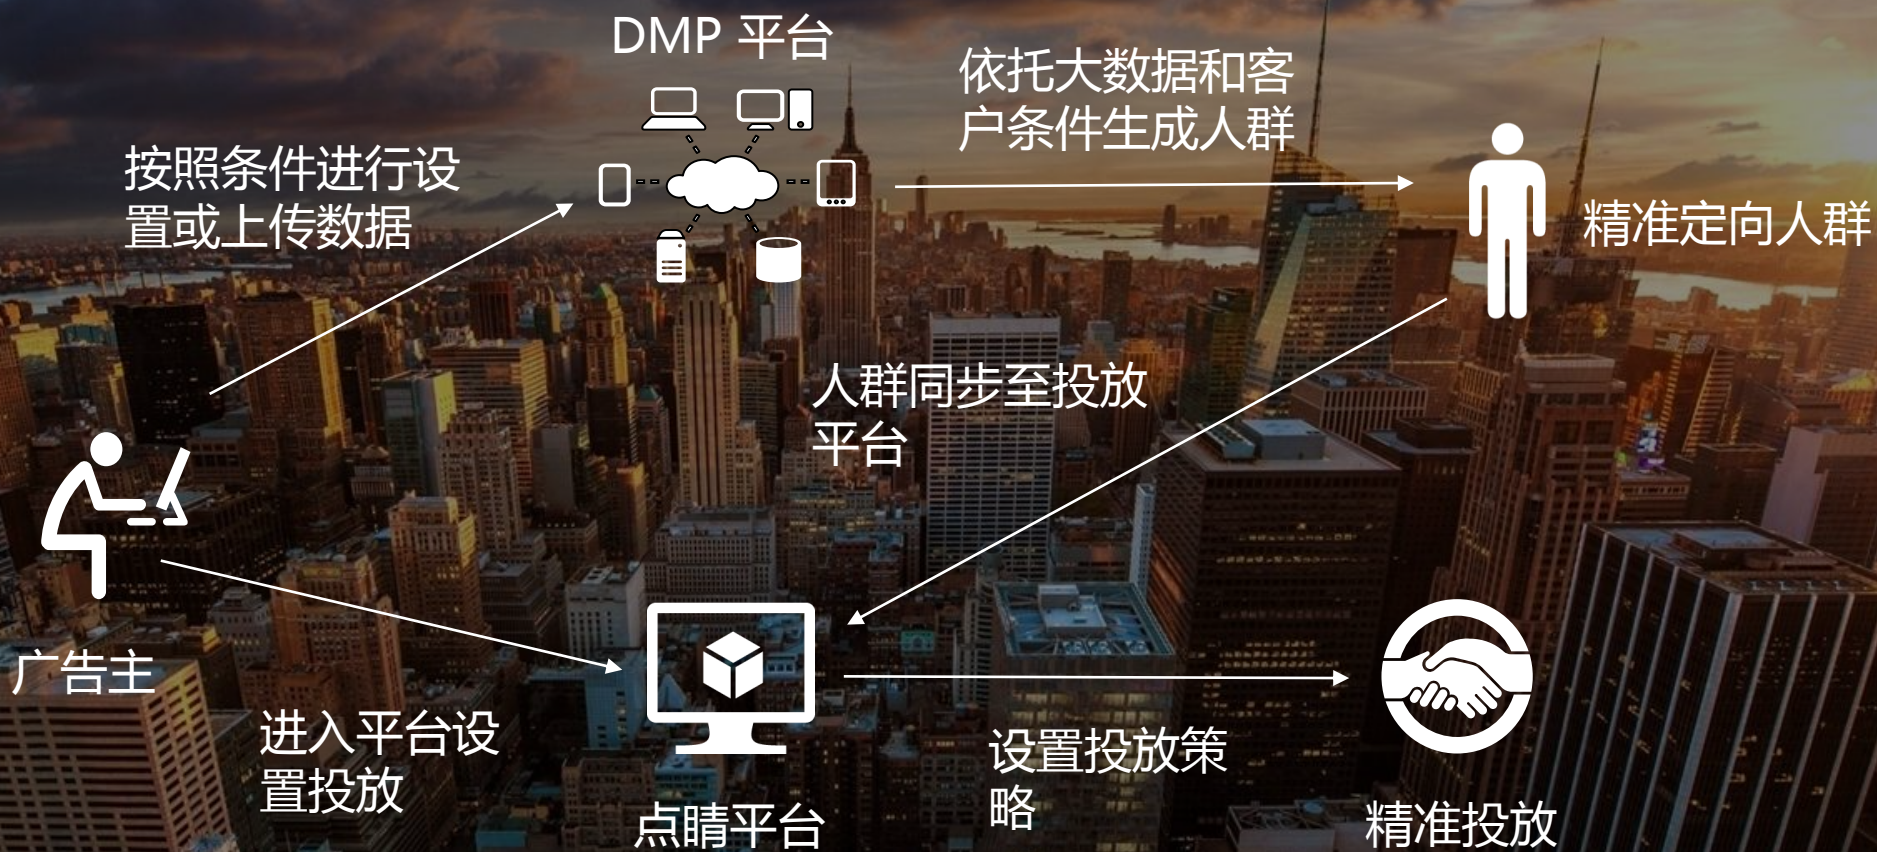 DMP 平台
依托大数据和客
户条件生成人群
按照条件进行设
置或上传数据
精准定向人群
人群同步至投放
平台
广告主
进入平台设
置投放
设置投放策
略
点睛平台
精准投放